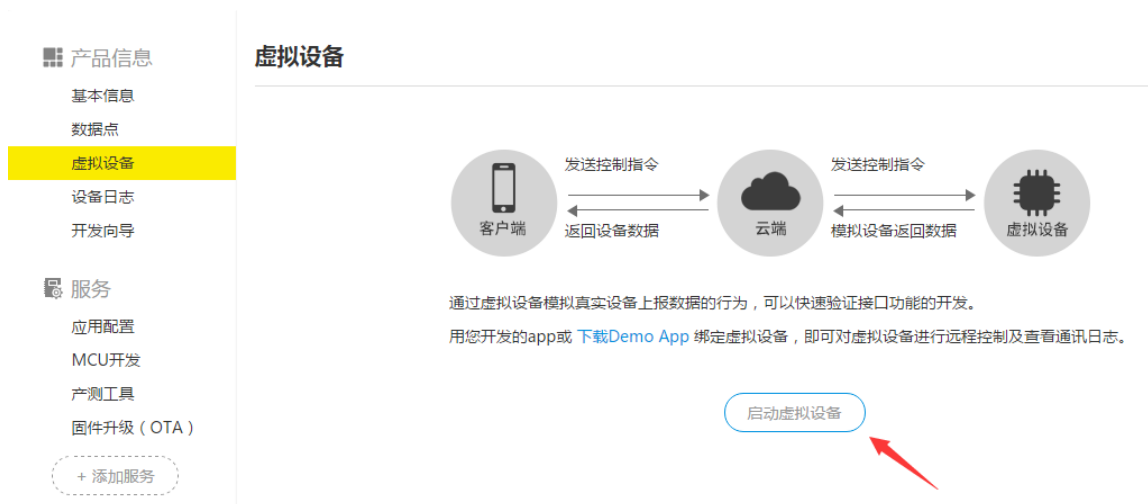 产品信息
基本信息
数据点
虚拟设备
设备日志
开发向导
服务
应用配置
MCU开发
产测工具
固件升级（OTA）
+ 添加服务
虚拟设备
发送控制指令
发送控制指令
客户端
返回设备数据
云端
模拟设备返回数据
虚拟设备
通过虚拟设备模拟真实设备上报数据的行为，可以快速验证接口功能的开发。
用您开发的app或 下载Demo App 绑定虚拟设备，即可对虚拟设备进行远程控制及查看通讯日志。
启动虚拟设备